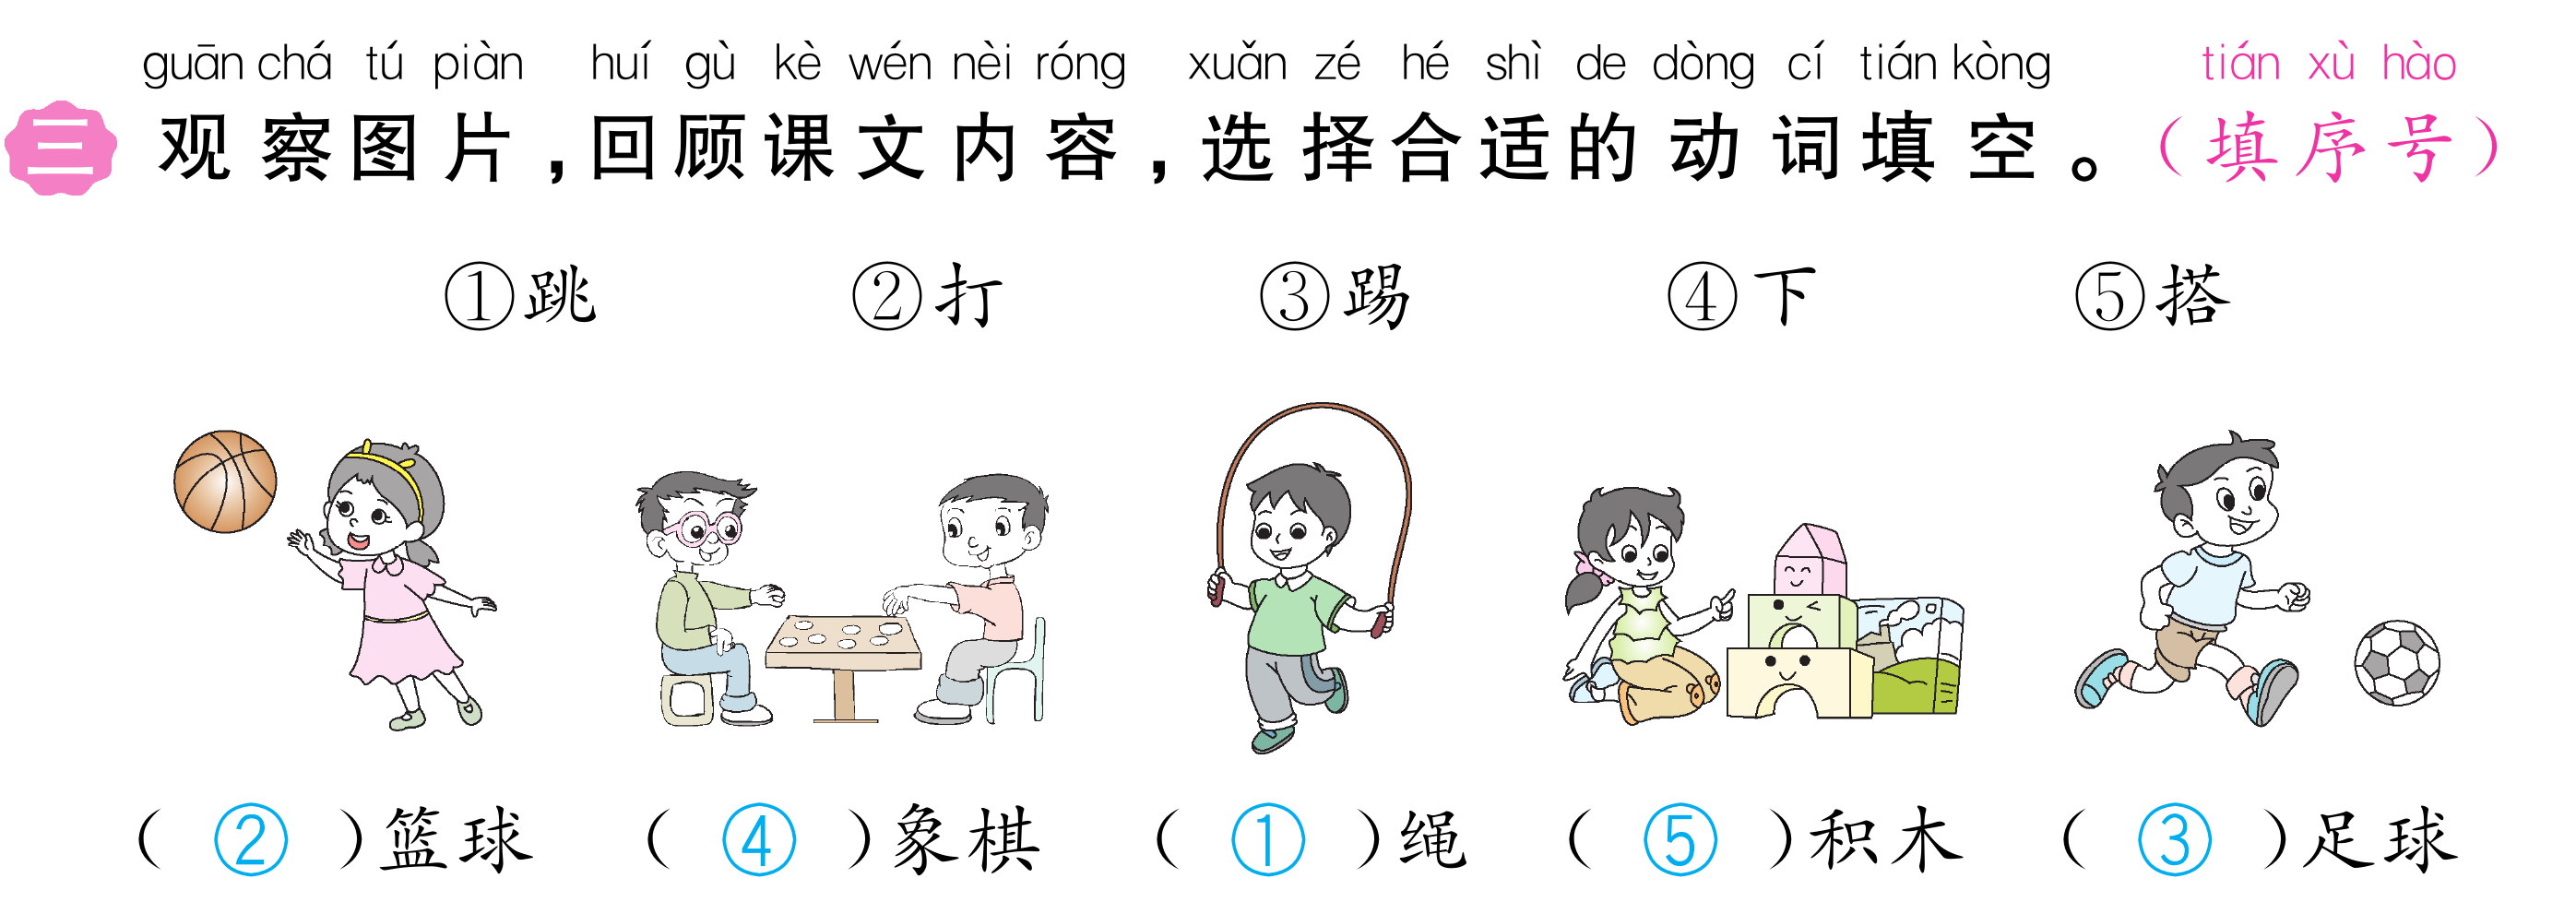 guān chá tú piàn huí gù kè wén nèi róng xuǎn zé hé shì de dòng cí tián kòng tián xù hào
三 观察图片，回顾课文内容，选择合适的动词填空。（填序号）
①跳 ②打 ③踢 ④下 ⑤搭
（ ② ）篮球 （ ④ ）象棋 （ ① ）绳 （ ⑤ ）积木 （ ③ ）足球